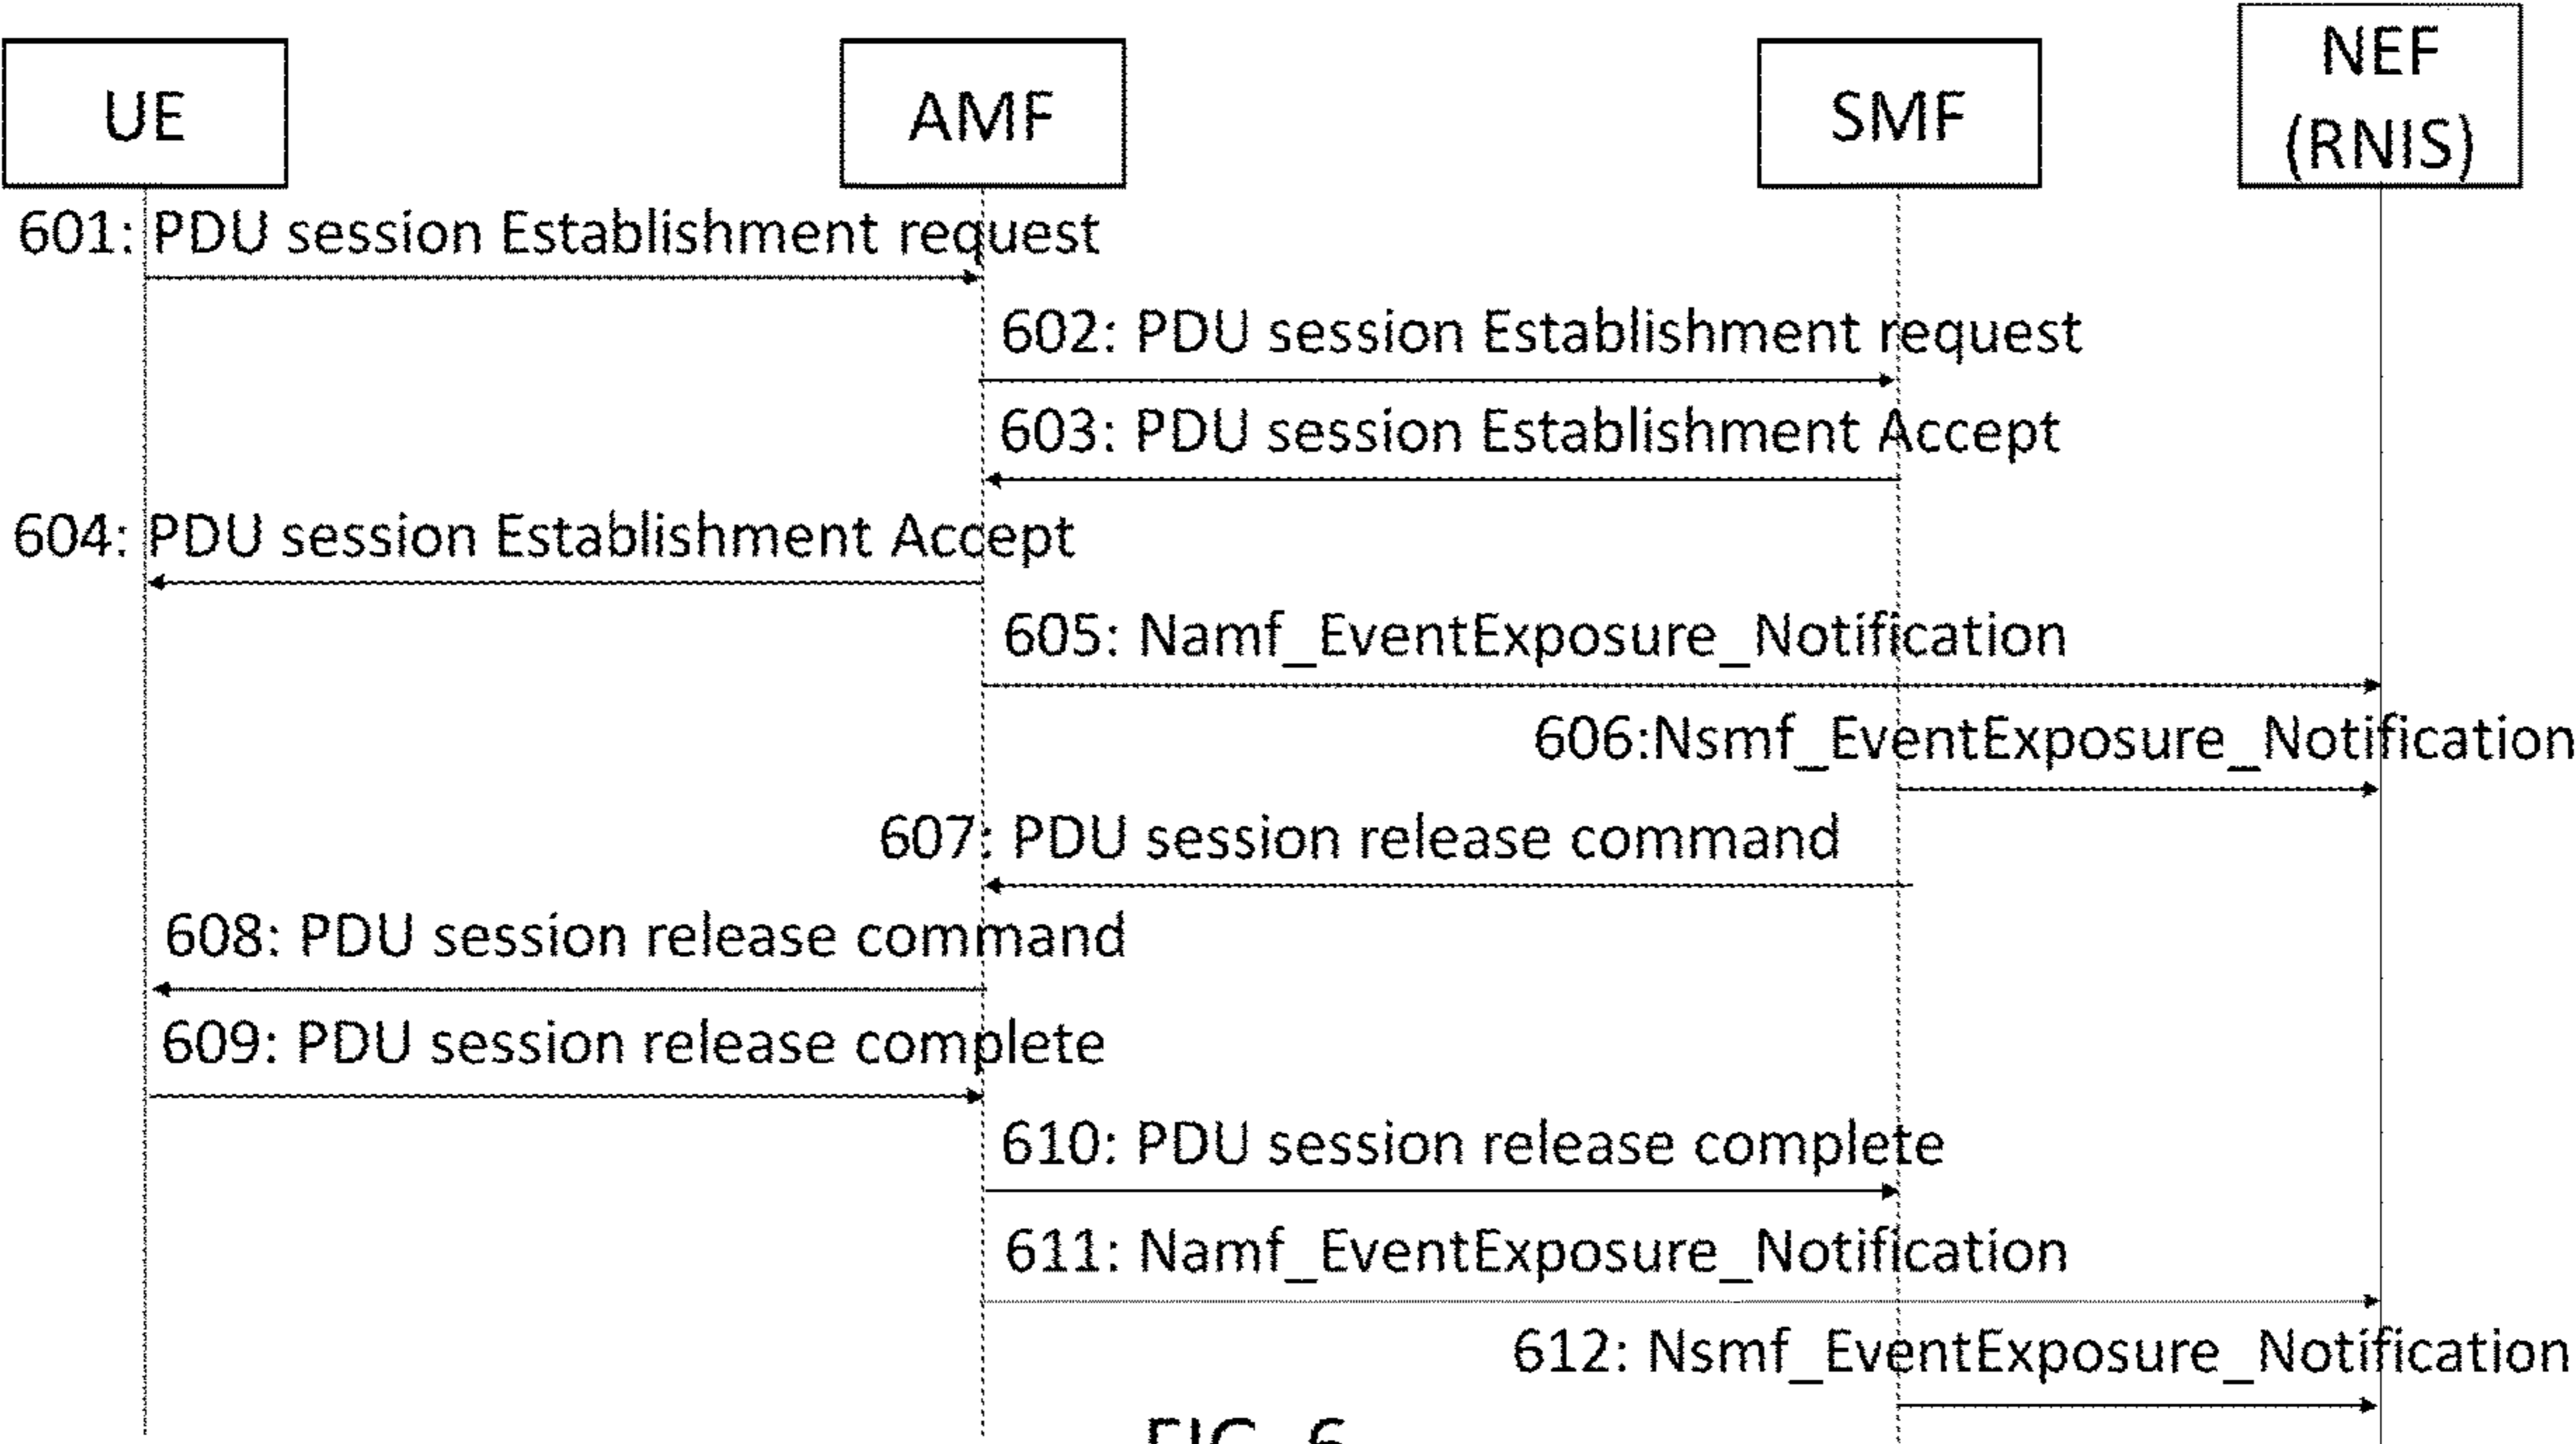 UE
AMF
SMF
NEF
(RNIS)
601: PDU session Establishment request
602: PDU session Establishment request
603: PDU session Establishment Accept
604: PDU session Establishment Accept
605: Namf_EventExposure_Notification
606:Nsmf_EventExposure_Notification
607: PDU session release command
608: PDU session release command
609: PDU session release complete
610: PDU session release complete
611: Namf_EventExposure_Notification
612: Nsmf_EventExposure_Notification
FIG. 6